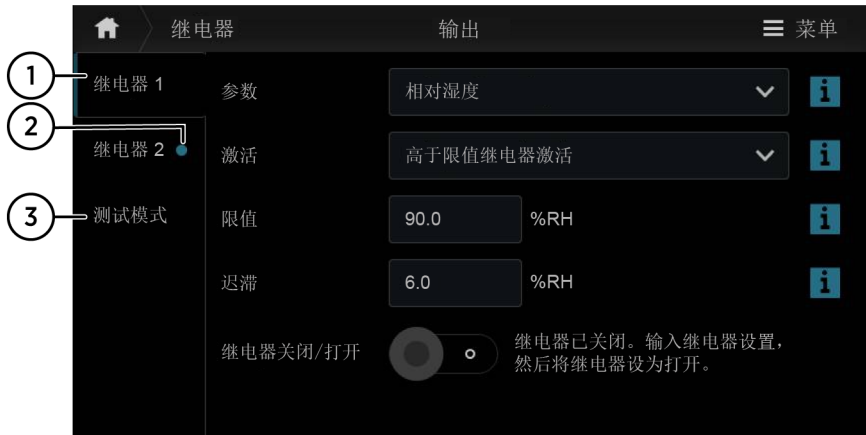 继电器 输出 菜单
1 继电器 1
2
继电器 2
3 测试模式
参数 相对湿度 i
激活 高于限值继电器激活 i
限值 90.0 %RH i
迟滞 6.0 %RH i
继电器关闭/打开 继电器已关闭。输入继电器设置，
然后将继电器设为打开。